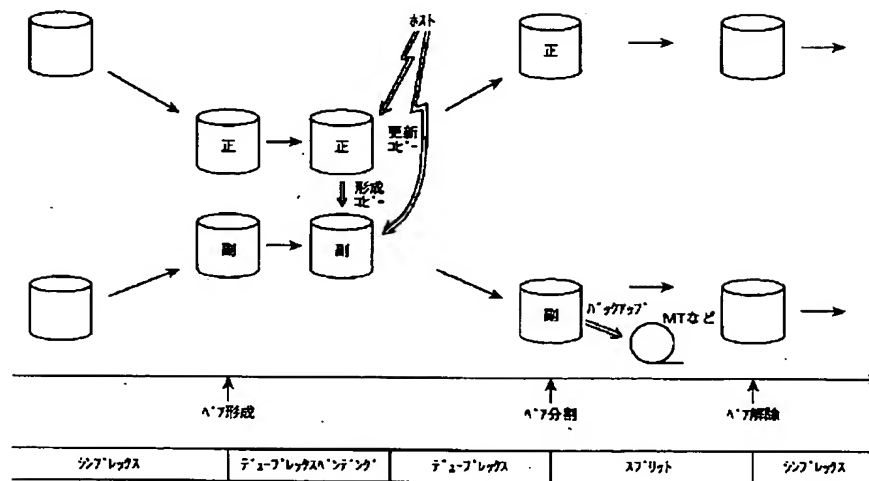 ホスト
正
正
正
更新
コピー
形成
コピー
副
副
副
バックアップ
MTなど
ペア形成
ペア分割
ペア解除
シンプレックス
デュープレックスペンデング
デュープレックス
スプリット
シンプレックス